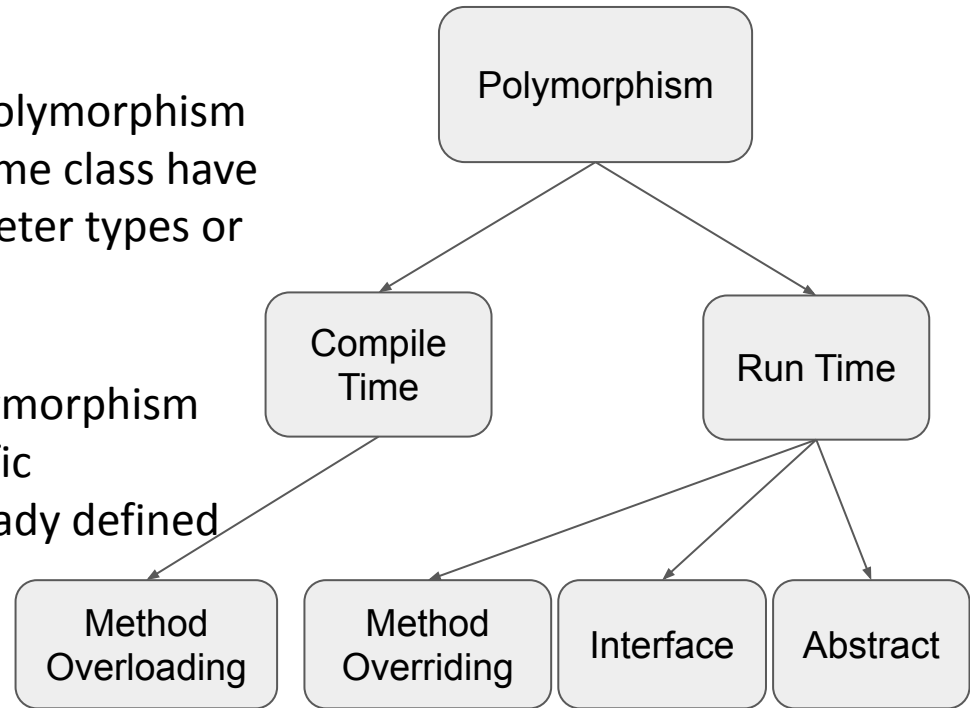 olymorphism
me class have
eter types or
morphism
ic
ady defined
Polymorphism
Compile
Time
Run Time
Method
Overloading
Method
Overriding
Interface
Abstract